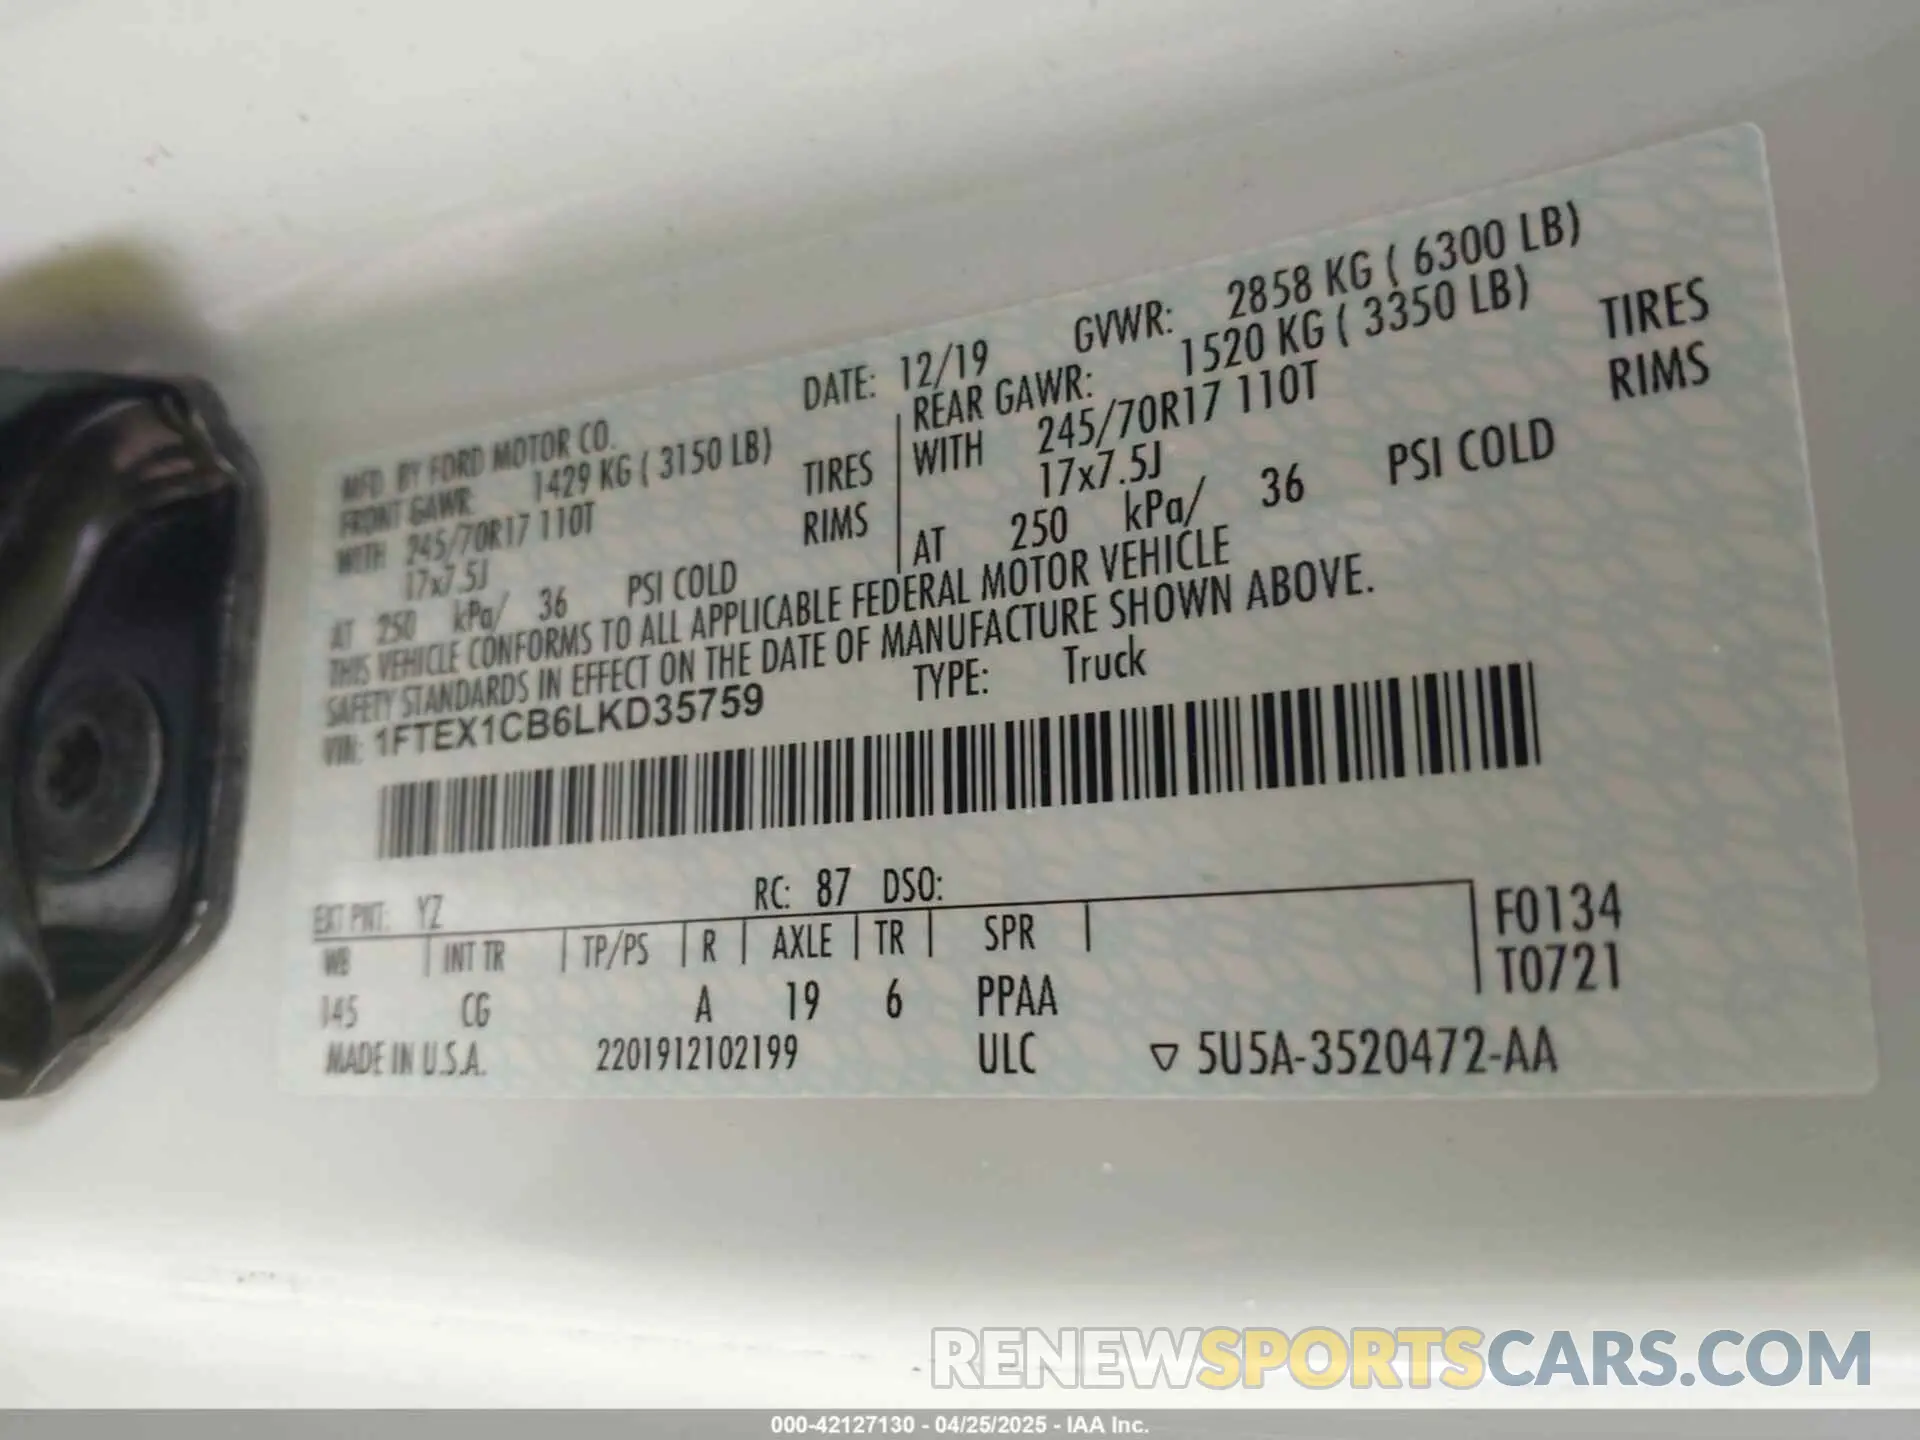 MFD. BY FORD MOTOR CO. DATE: 12/19 GVWR: 2858 KG ( 6300 LB)
FRONT GAWR: 1429 KG ( 3150 LB) REAR GAWR: 1520 KG ( 3350 LB)
WITH 245/70R17 110T TIRES WITH 245/70R17 110T TIRES
17x7.5J RIMS 17x7.5J RIMS
AT 250 kPa/ 36 PSI COLD AT 250 kPa/ 36 PSI COLD
THIS VEHICLE CONFORMS TO ALL APPLICABLE FEDERAL MOTOR VEHICLE
SAFETY STANDARDS IN EFFECT ON THE DATE OF MANUFACTURE SHOWN ABOVE.
VIN: 1FTEX1CB6LKD35759 TYPE: Truck
EXT PNT: YZ RC: 87 DSO:
WB INT TR TP/PS R AXLE TR SPR F0134
145 CG A 19 6 PPAA T0721
MADE IN U.S.A. 2201912102199 ULC ▽ 5U5A-3520472-AA
RENEWSPORTSCARS.COM
000-42127130 - 04/25/2025 - IAA Inc.